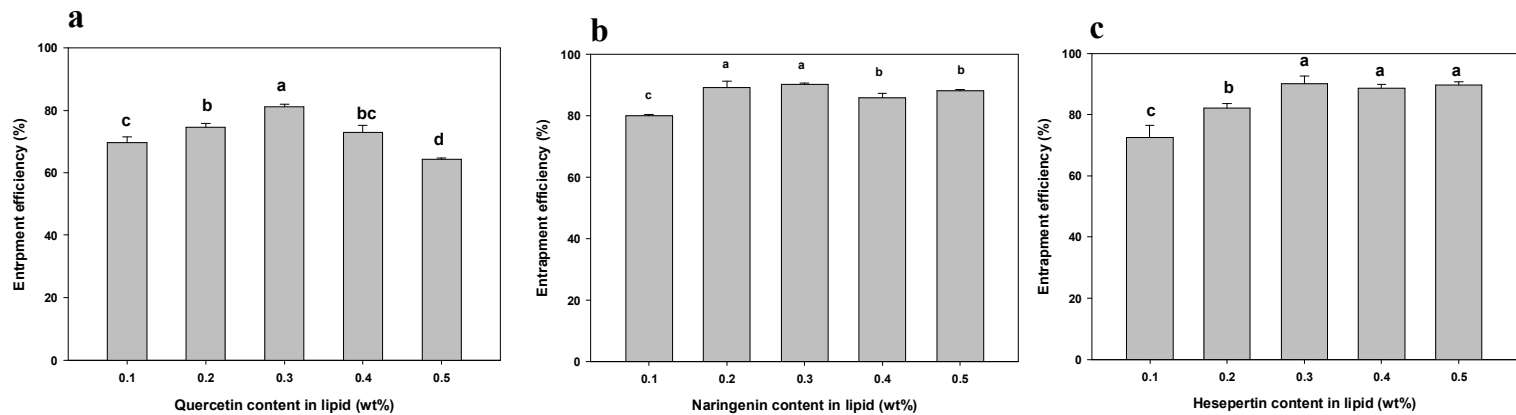 a
Entrpment efficiency (%)
100
80
60
40
20
0
c
b
a
bc
d
0.1 0.2 0.3 0.4 0.5
Quercetin content in lipid (wt%)
b
Entrapment efficiency (%)
100
80
60
40
20
0
c
a
a
b
b
0.1 0.2 0.3 0.4 0.5
Naringenin content in lipid (wt%)
c
Entrapment efficiency (%)
100
80
60
40
20
0
c
b
a
a
a
0.1 0.2 0.3 0.4 0.5
Hesepertin content in lipid (wt%)